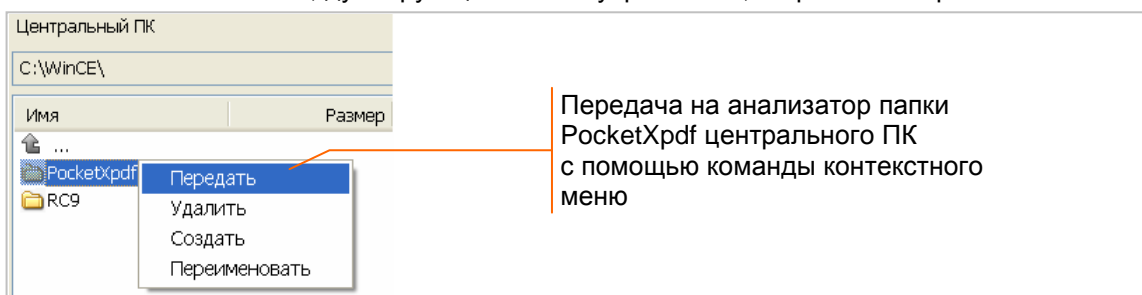 Центральный ПК
C:\WinCE\
Имя Размер
...
PocketXpdf
RC9
Передать
Удалить
Создать
Переименовать
Передача на анализатор папки
PocketXpdf центрального ПК
с помощью команды контекстного
меню